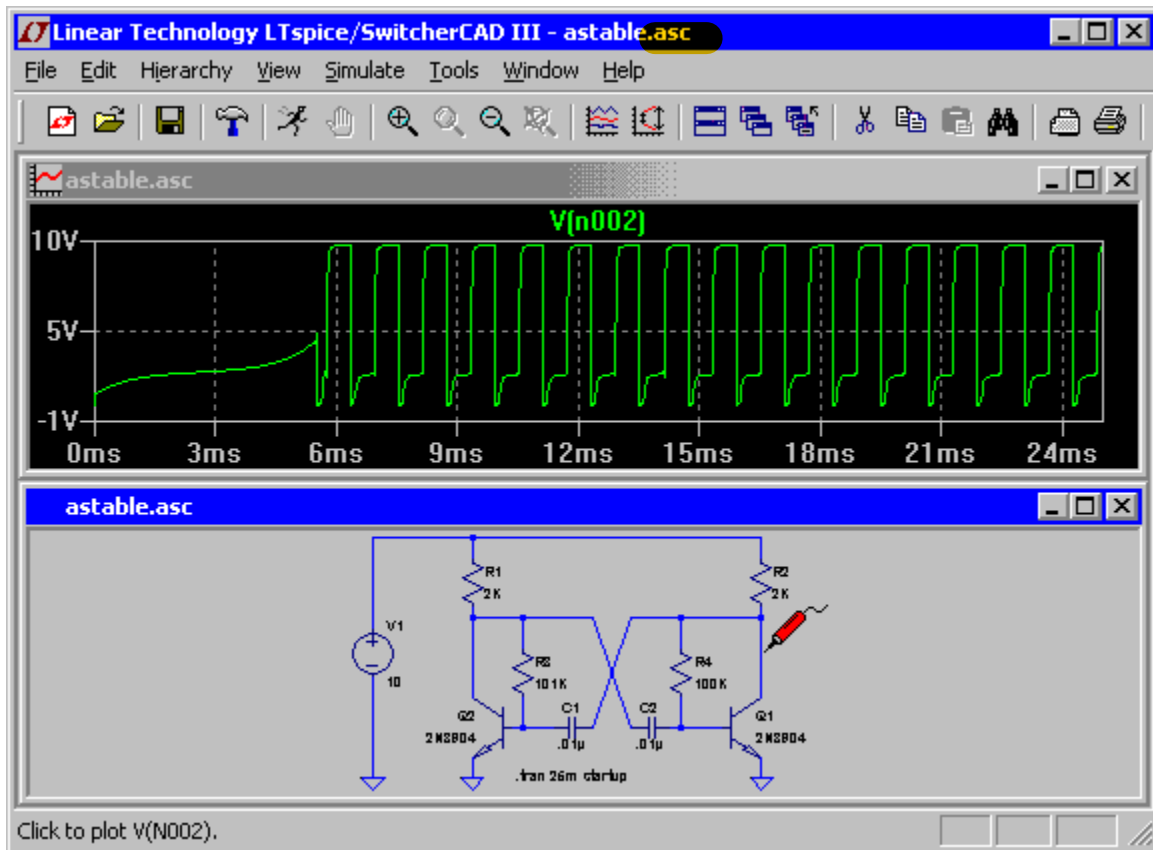 Linear Technology LTspice/SwitcherCAD III - astable.asc
File Edit Hierarchy View Simulate Tools Window Help
astable.asc
V(n002)
10V
5V
-1V
0ms 3ms 6ms 9ms 12ms 15ms 18ms 21ms 24ms
astable.asc
R1
2K
R2
2K
V1
10
R3
101K
R4
100K
C1
.01µ
C2
.01µ
Q2
2N3904
Q1
2N3904
.tran 26m startup
Click to plot V(N002).